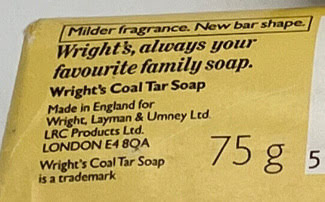 Milder fragrance. New bar shape.
Wright's, always your
favourite family soap.
Wright's Coal Tar Soap
Made in England for
Wright, Layman & Umney Ltd.
LRC Products Ltd.
LONDON E4 8QA
Wright's Coal Tar Soap
is a trademark
75 g
5